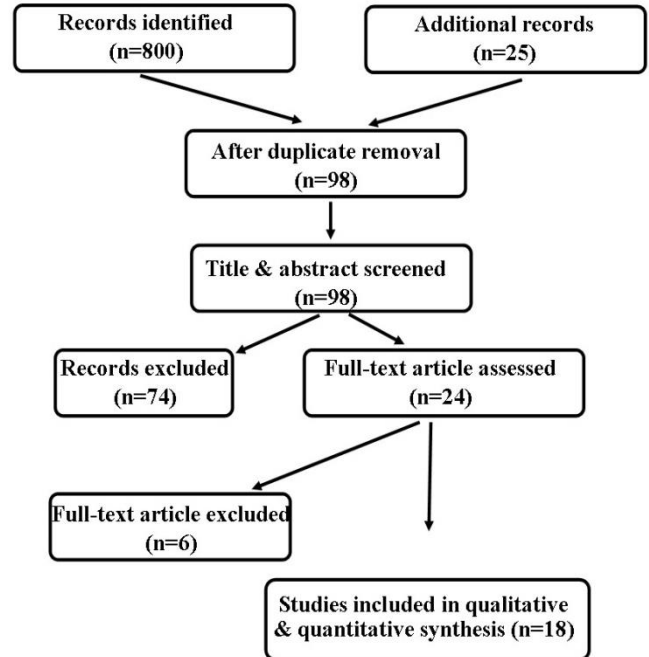 Records identified
(n=800)
Additional records
(n=25)
After duplicate removal
(n=98)
Title & abstract screened
(n=98)
Records excluded
(n=74)
Full-text article assessed
(n=24)
Full-text article excluded
(n=6)
Studies included in qualitative
& quantitative synthesis (n=18)